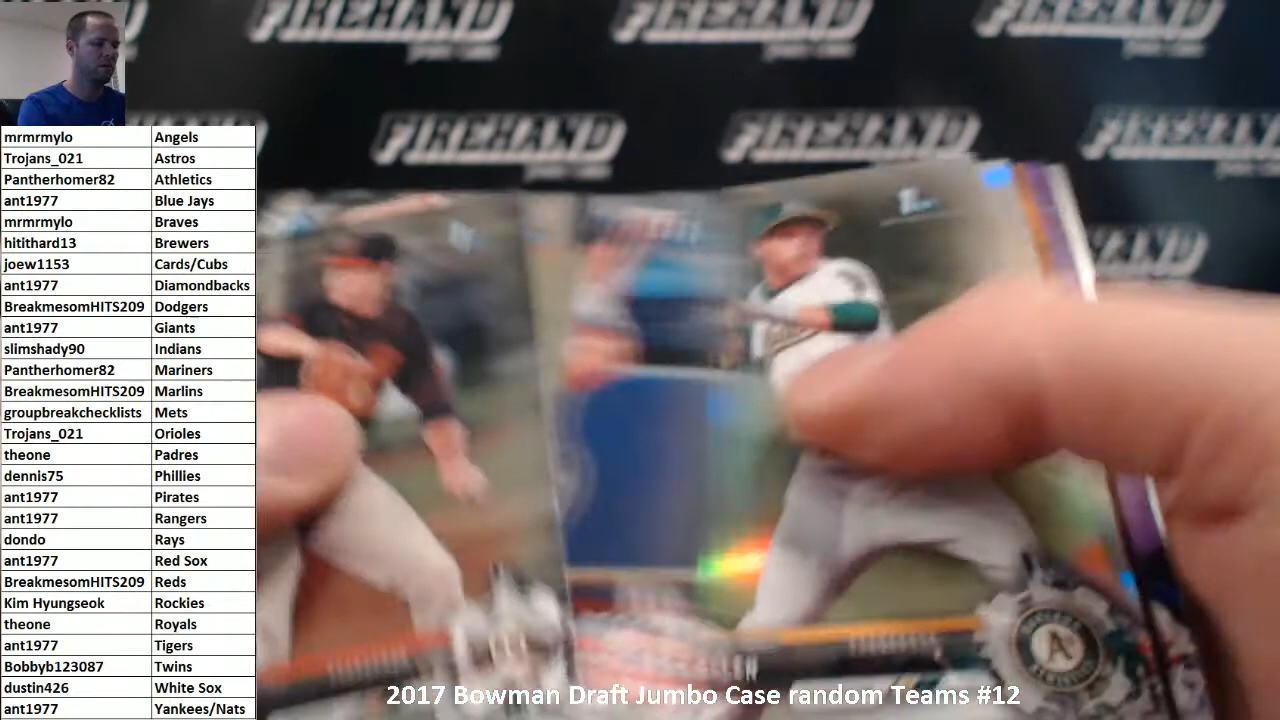 FIREHAND
FIREHAND
FIREHAND
FIREHAND
FIREHAND
FIREHAND
mrmrmylo Angels
Trojans_021 Astros
Pantherhomer82 Athletics
ant1977 Blue Jays
mrmrmylo Braves
hitithard13 Brewers
joew1153 Cards/Cubs
ant1977 Diamondbacks
BreakmesomHITS209 Dodgers
ant1977 Giants
slimshady90 Indians
Pantherhomer82 Mariners
BreakmesomHITS209 Marlins
groupbreakchecklists Mets
Trojans_021 Orioles
theone Padres
dennis75 Phillies
ant1977 Pirates
ant1977 Rangers
dondo Rays
ant1977 Red Sox
BreakmesomHITS209 Reds
Kim Hyungseok Rockies
theone Royals
ant1977 Tigers
Bobbyb123087 Twins
dustin426 White Sox
ant1977 Yankees/Nats
1st
A
2017 Bowman Draft Jumbo Case random Teams #12